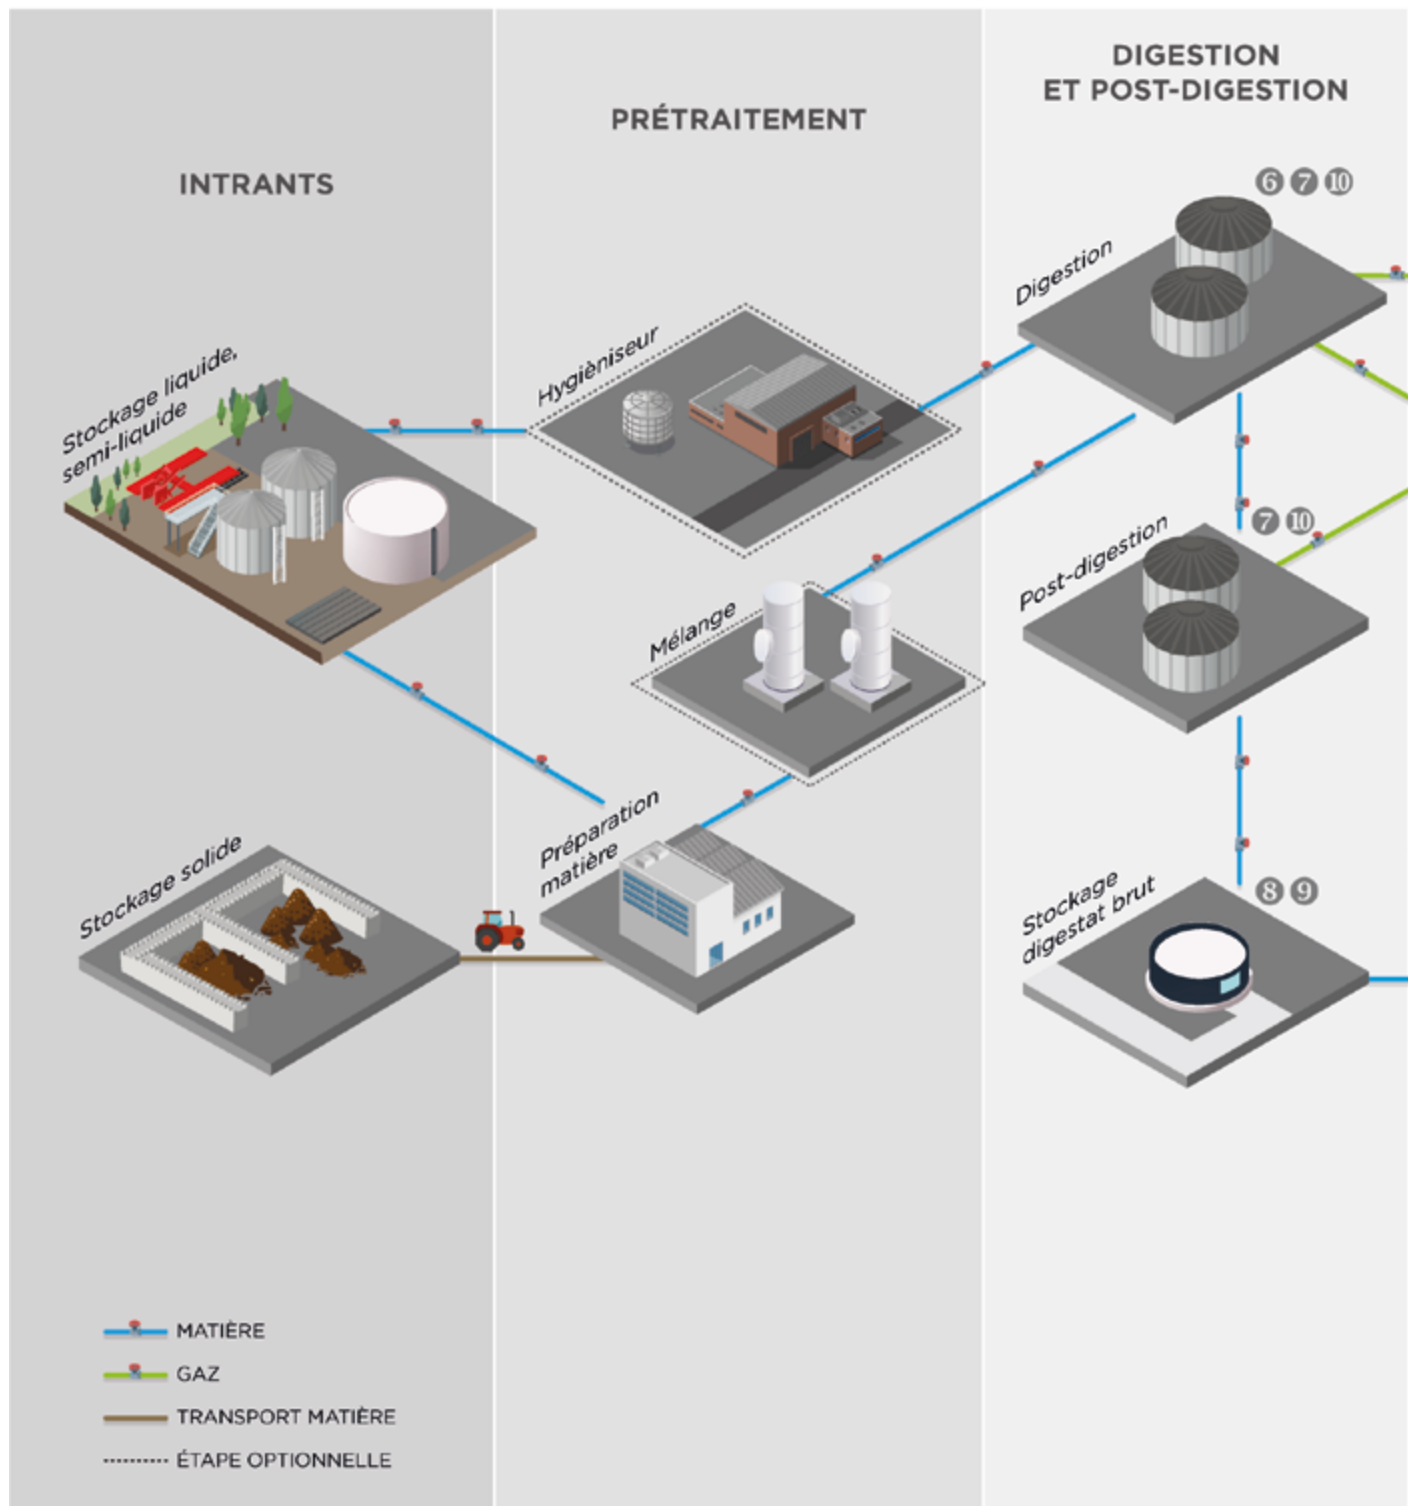 INTRANTS
PRÉTRAITEMENT
DIGESTION
ET POST-DIGESTION
6 7 10
Digestion
Hygièniseur
Stockage liquide,
semi-liquide
7 10
Post-digestion
Mélange
Préparation
matière
Stockage solide
8 9
Stockage
digestat brut
MATIÈRE
GAZ
TRANSPORT MATIÈRE
ÉTAPE OPTIONNELLE